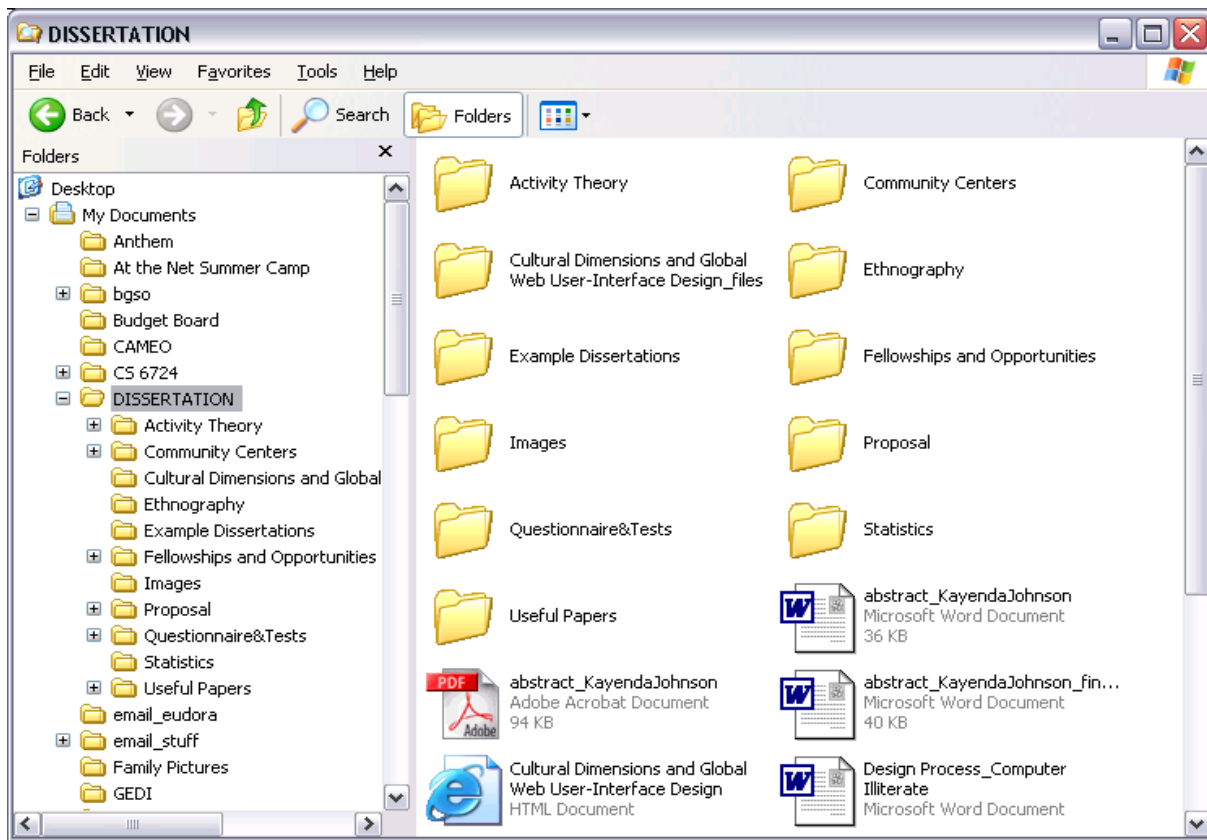 DISSERTATION
File Edit View Favorites Tools Help
Back Search Folders
Folders
Desktop
My Documents
Anthem
At the Net Summer Camp
bgso
Budget Board
CAMEO
CS 6724
DISSERTATION
Activity Theory
Community Centers
Cultural Dimensions and Global
Ethnography
Example Dissertations
Fellowships and Opportunities
Images
Proposal
Questionnaire&Tests
Statistics
Useful Papers
email_eudora
email_stuff
Family Pictures
GEDI
Activity Theory
Community Centers
Cultural Dimensions and Global
Web User-Interface Design_files
Ethnography
Example Dissertations
Fellowships and Opportunities
Images
Proposal
Questionnaire&Tests
Statistics
Useful Papers
W
abstract_KayendaJohnson
Microsoft Word Document
36 KB
PDF
Adobe
abstract_KayendaJohnson
Adobe Acrobat Document
94 KB
W
abstract_KayendaJohnson_fin...
Microsoft Word Document
40 KB
Cultural Dimensions and Global
Web User-Interface Design
HTML Document
W
Design Process_Computer
Illiterate
Microsoft Word Document